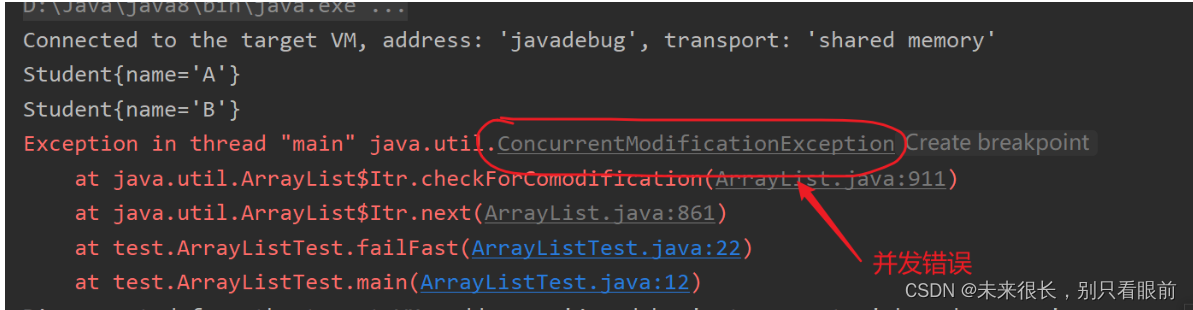 D:\Java\java8\bin\java.exe ...
Connected to the target VM, address: 'javadebug', transport: 'shared memory'
Student{name='A'}
Student{name='B'}
Exception in thread "main" java.util.ConcurrentModificationException Create breakpoint
at java.util.ArrayList$Itr.checkForComodification(ArrayList.java:911)
at java.util.ArrayList$Itr.next(ArrayList.java:861)
at test.ArrayListTest.failFast(ArrayListTest.java:22)
并发错误
at test.ArrayListTest.main(ArrayListTest.java:12)
CSDN @未来很长，别只看眼前